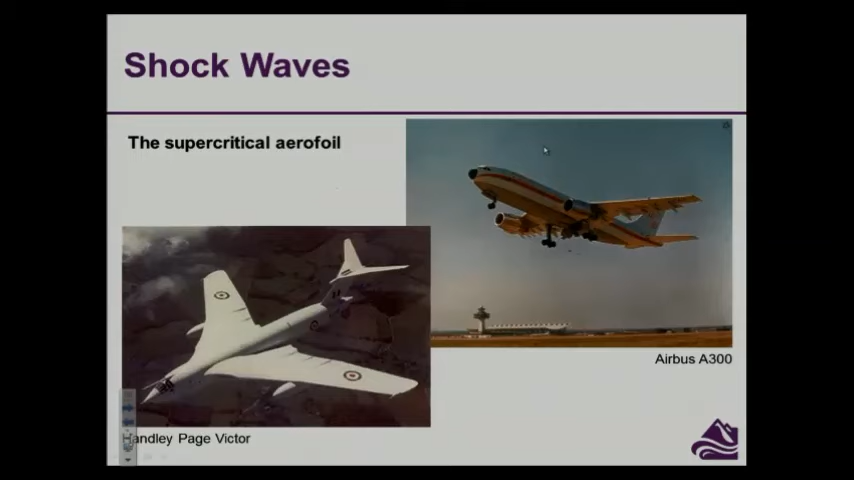 Shock Waves
The supercritical aerofoil
Airbus A300
Handley Page Victor